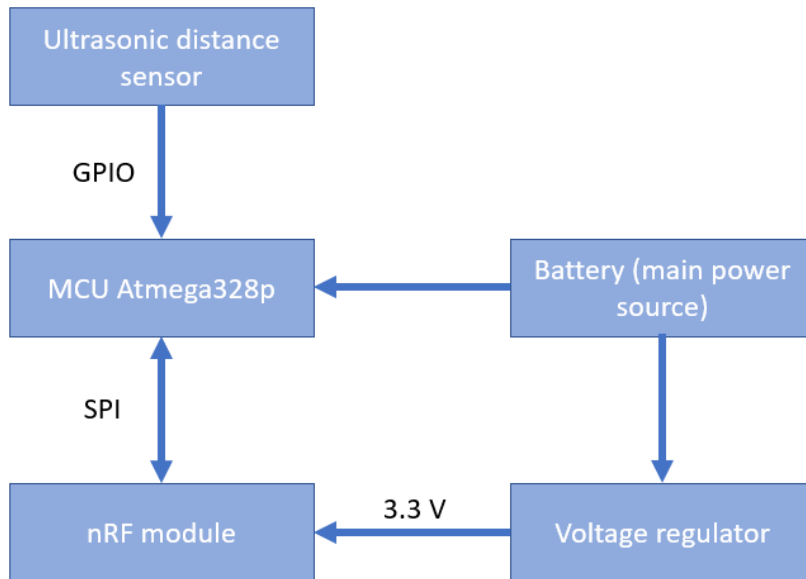 Ultrasonic distance
sensor
GPIO
MCU Atmega328p
Battery (main power
source)
SPI
3.3 V
nRF module
Voltage regulator